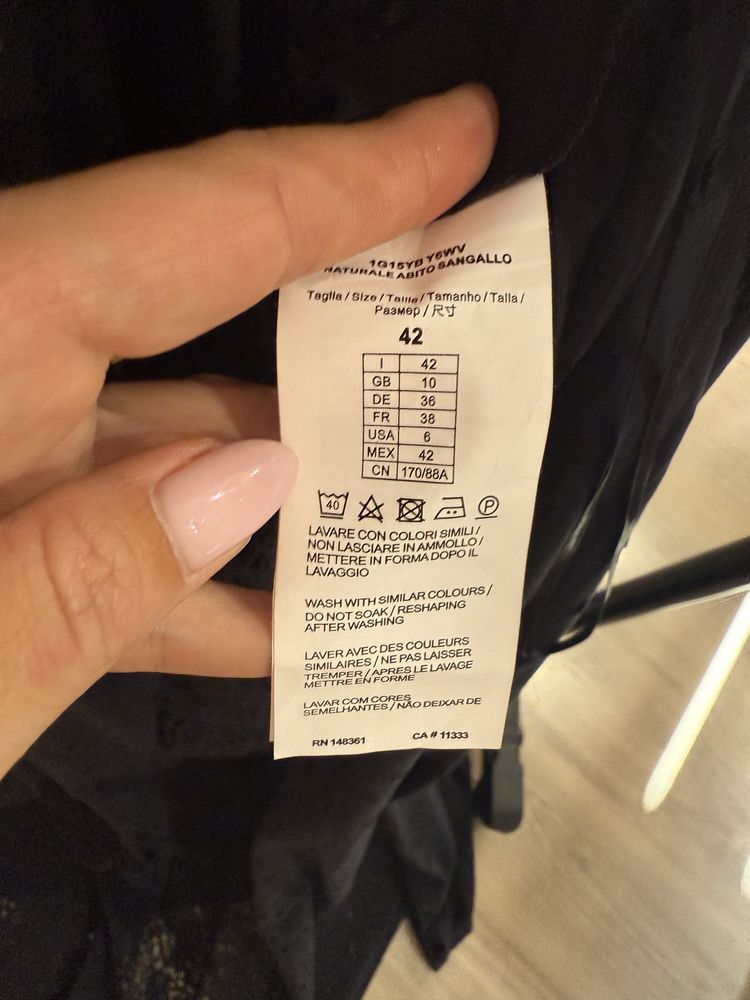 1G15YB Y6WV
NATURALE ABITO SANGALLO
Taglia / Size / Taille / Tamanho / Talla /
Размер / 尺寸
42
I 42
GB 10
DE 36
FR 38
USA 6
MEX 42
CN 170/88A
40 P
LAVARE CON COLORI SIMILI /
NON LASCIARE IN AMMOLLO /
METTERE IN FORMA DOPO IL
LAVAGGIO
WASH WITH SIMILAR COLOURS /
DO NOT SOAK / RESHAPING
AFTER WASHING
LAVER AVEC DES COULEURS
SIMILAIRES / NE PAS LAISSER
TREMPER / APRES LE LAVAGE
METTRE EN FORME
LAVAR COM CORES
SEMELHANTES / NÃO DEIXAR DE
RN 148361 CA # 11333